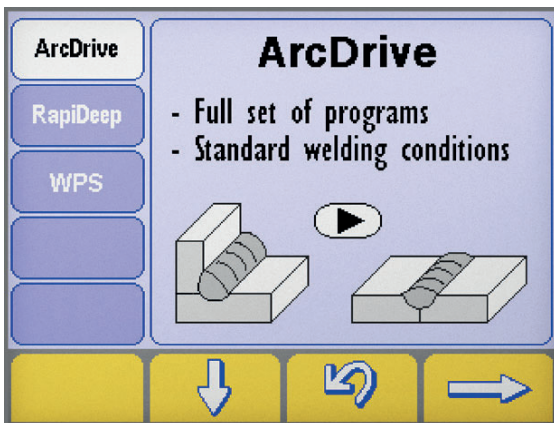 ArcDrive
RapiDeep
WPS
ArcDrive
- Full set of programs
- Standard welding conditions